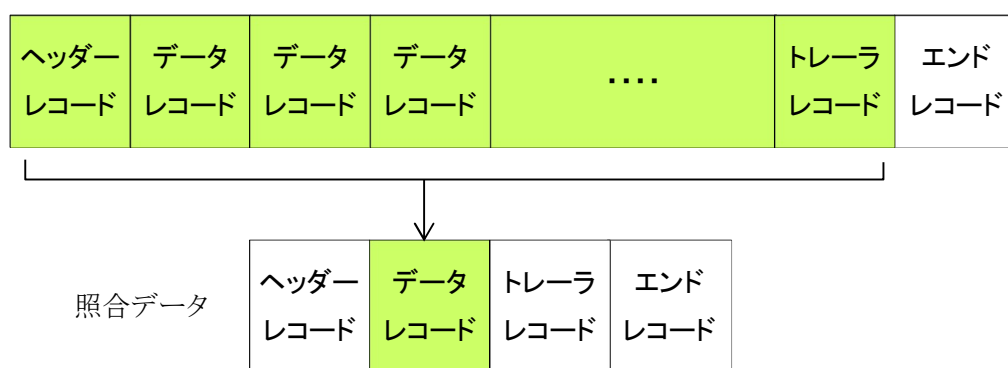 ヘッダー
レコード
データ
レコード
データ
レコード
データ
レコード
....
トレーラ
レコード
エンド
レコード
照合データ
ヘッダー
レコード
データ
レコード
トレーラ
レコード
エンド
レコード